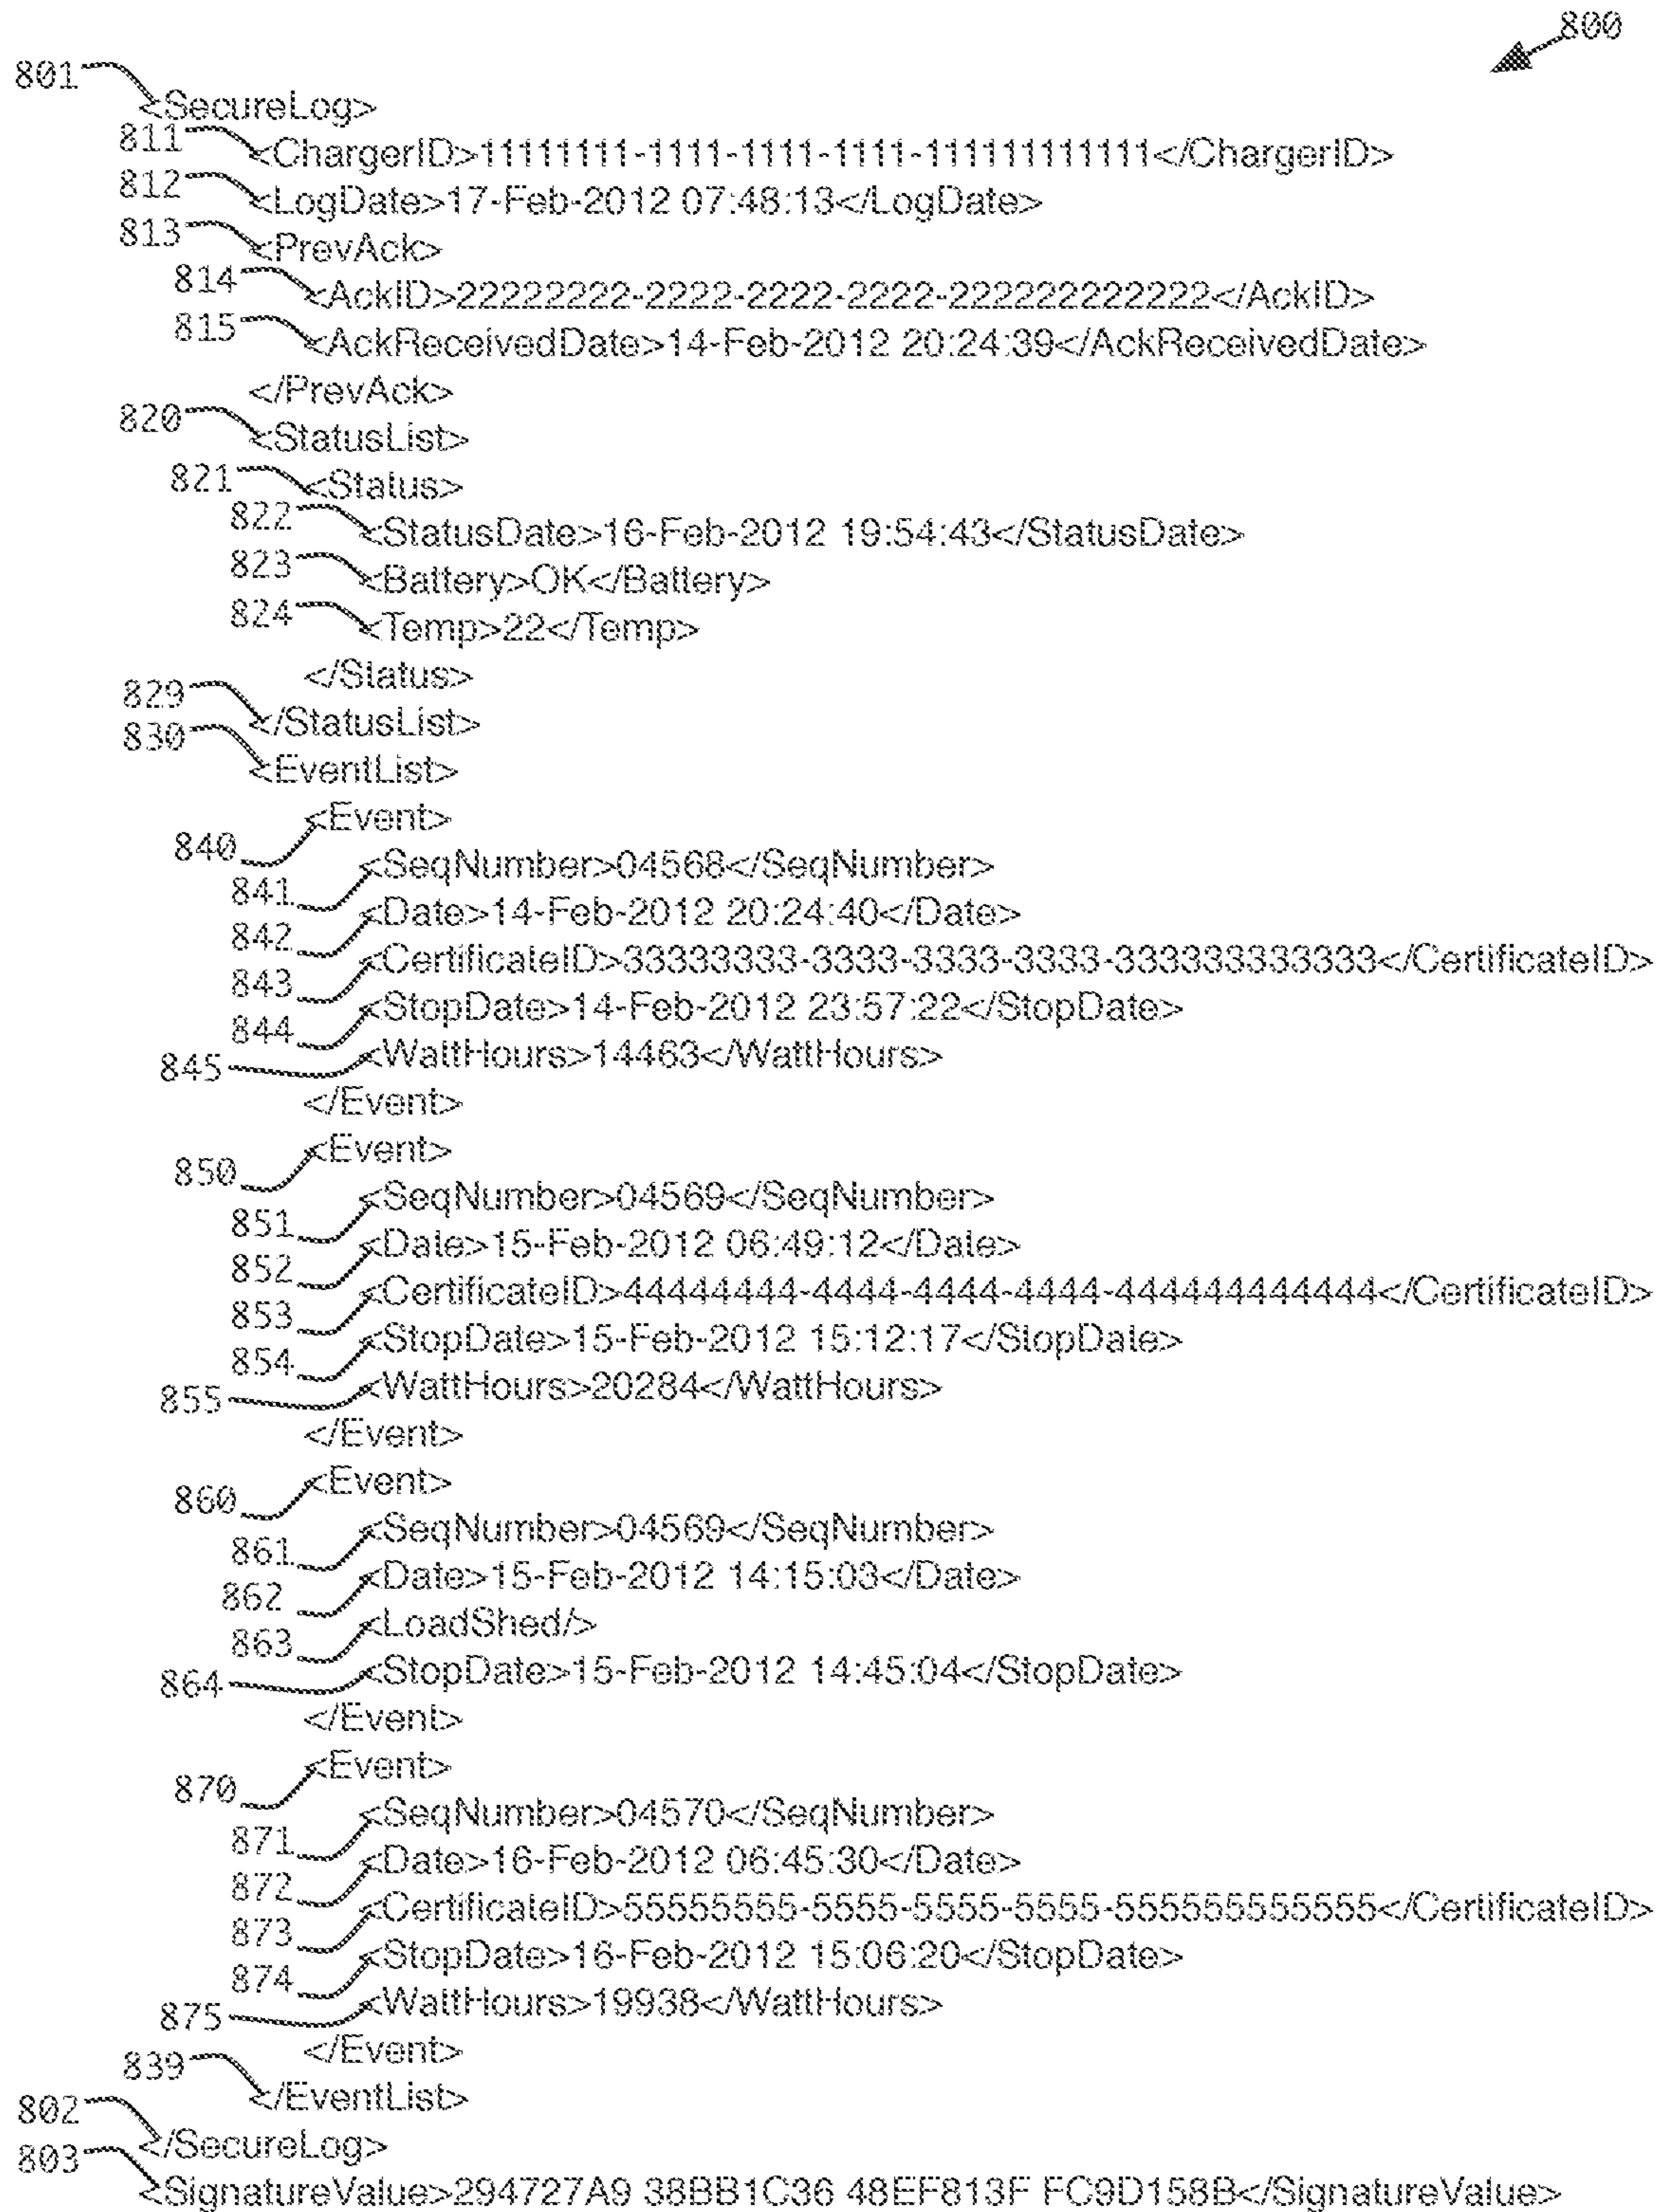 800
801 <SecureLog>
811 <ChargerID>11111111-1111-1111-1111-111111111111</ChargerID>
812 <LogDate>17-Feb-2012 07:48:13</LogDate>
813 <PrevAck>
814 <AckID>22222222-2222-2222-2222-222222222222</AckID>
815 <AckReceivedDate>14-Feb-2012 20:24:39</AckReceivedDate>
</PrevAck>
820 <StatusList>
821 <Status>
822 <StatusDate>16-Feb-2012 19:54:43</StatusDate>
823 <Battery>OK</Battery>
824 <Temp>22</Temp>
</Status>
829 </StatusList>
830 <EventList>
840 <Event>
841 <SeqNumber>04568</SeqNumber>
842 <Date>14-Feb-2012 20:24:40</Date>
843 <CertificateID>33333333-3333-3333-3333-333333333333</CertificateID>
844 <StopDate>14-Feb-2012 23:57:22</StopDate>
845 <WattHours>14463</WattHours>
</Event>
850 <Event>
851 <SeqNumber>04569</SeqNumber>
852 <Date>15-Feb-2012 06:49:12</Date>
853 <CertificateID>44444444-4444-4444-4444-444444444444</CertificateID>
854 <StopDate>15-Feb-2012 15:12:17</StopDate>
855 <WattHours>20284</WattHours>
</Event>
860 <Event>
861 <SeqNumber>04569</SeqNumber>
862 <Date>15-Feb-2012 14:15:03</Date>
863 <LoadShed/>
864 <StopDate>15-Feb-2012 14:45:04</StopDate>
</Event>
870 <Event>
871 <SeqNumber>04570</SeqNumber>
872 <Date>16-Feb-2012 06:45:30</Date>
873 <CertificateID>55555555-5555-5555-5555-555555555555</CertificateID>
874 <StopDate>16-Feb-2012 15:06:20</StopDate>
875 <WattHours>19938</WattHours>
</Event>
839 </EventList>
802 </SecureLog>
803 <SignatureValue>294727A9 38BB1C36 48EF813F FC9D158B</SignatureValue>